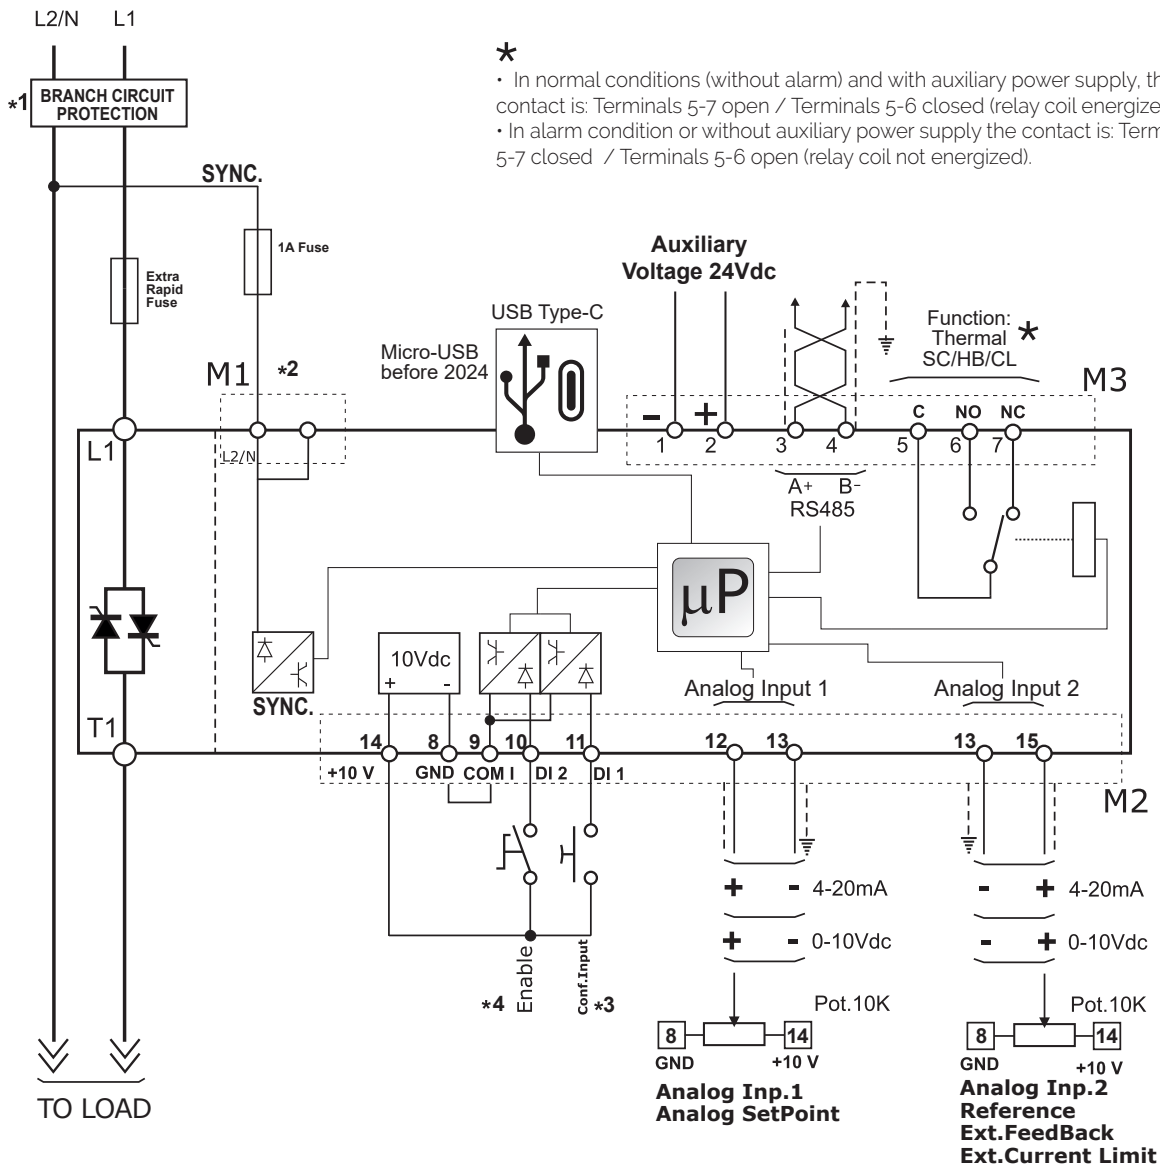 L2/N L1
*
• In normal conditions (without alarm) and with auxiliary power supply,
contact is: Terminals 5-7 open / Terminals 5-6 closed (relay coil
• In alarm condition or without auxiliary power supply the contact is:
5-7 closed / Terminals 5-6 open (relay coil not energized).
*1 BRANCH CIRCUIT
PROTECTION
SYNC.
1A Fuse
Extra
Rapid
Fuse
Auxiliary
Voltage 24Vdc
USB Type-C
Micro-USB
before 2024
Function:
Thermal
SC/HB/CL
*
M1 *2
M3
- + C NO NC
1 2 3 4 5 6 7
L1
L2/N
A+ B-
RS485
µP
10Vdc
+ -
SYNC.
Analog Input 1
Analog Input 2
T1
14 8 9 10 11 12 13 13 15
+10 V GND COM I DI 2 DI 1
M2
+ - 4-20mA
- + 4-20mA
+ - 0-10Vdc
- + 0-10Vdc
*4 Enable
Conf.Input *3
Pot.10K
Pot.10K
8 14
GND +10 V
8 14
GND +10 V
Analog Inp.1
Analog SetPoint
Analog Inp.2
Reference
Ext.FeedBack
Ext.Current Limit
TO LOAD